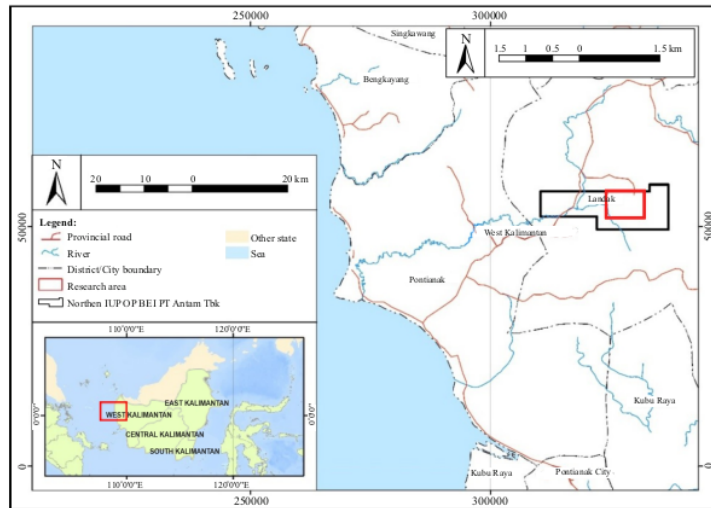 250000
300000
Singkawang
N
1.5 1 0.5 0 1.5 km
Bengkayang
N
20 10 0 20 km
Landak
Legend:
Provincial road
River
District/City boundary
Research area
Northen IUP OP BEI PT Antam Tbk
Other state
Sea
50000
50000
West Kalimantan
Pontianak
110°0'0"E
120°0'0"E
EAST KALIMANTAN
WEST KALIMANTAN
CENTRAL KALIMANTAN
SOUTH KALIMANTAN
0°0'0"
0°0'0"
110°0'0"E
120°0'0"E
Kubu Raya
0
0
Kubu Raya
Pontianak City
250000
300000